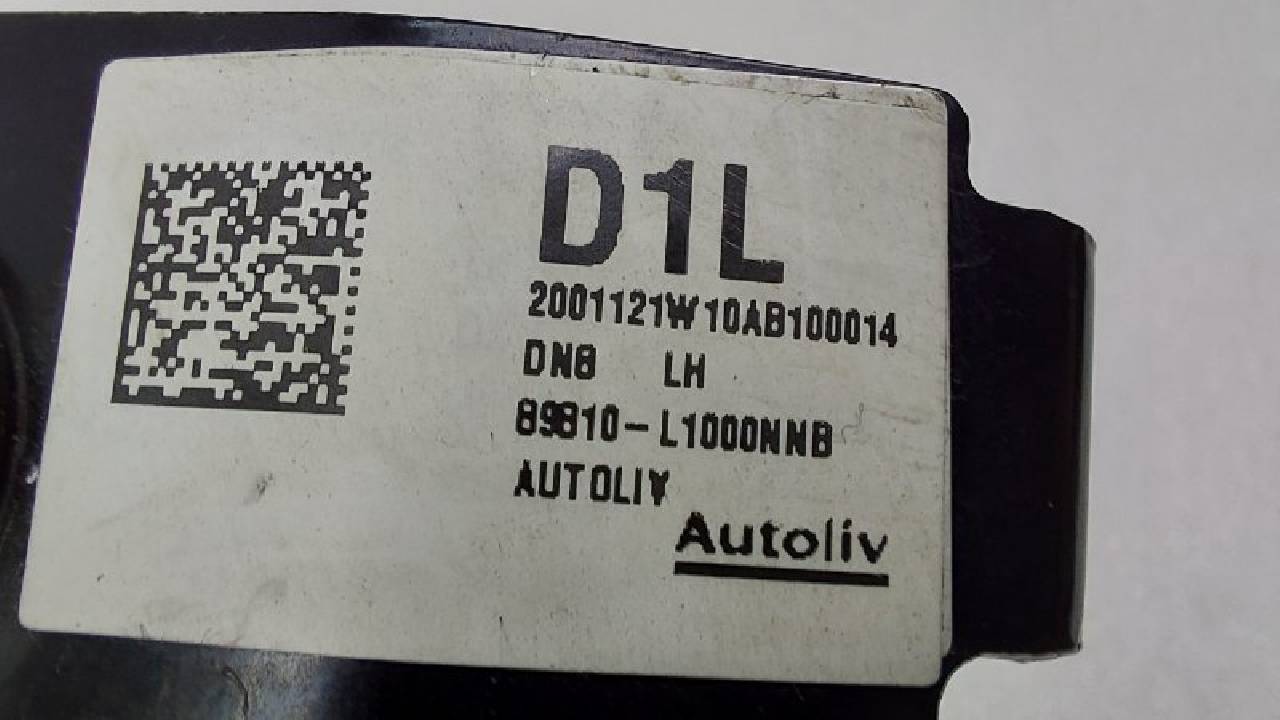 D1L
2001121W10AB100014
DN8 LH
89810-L1000NNB
AUTOLIV
Autoliv